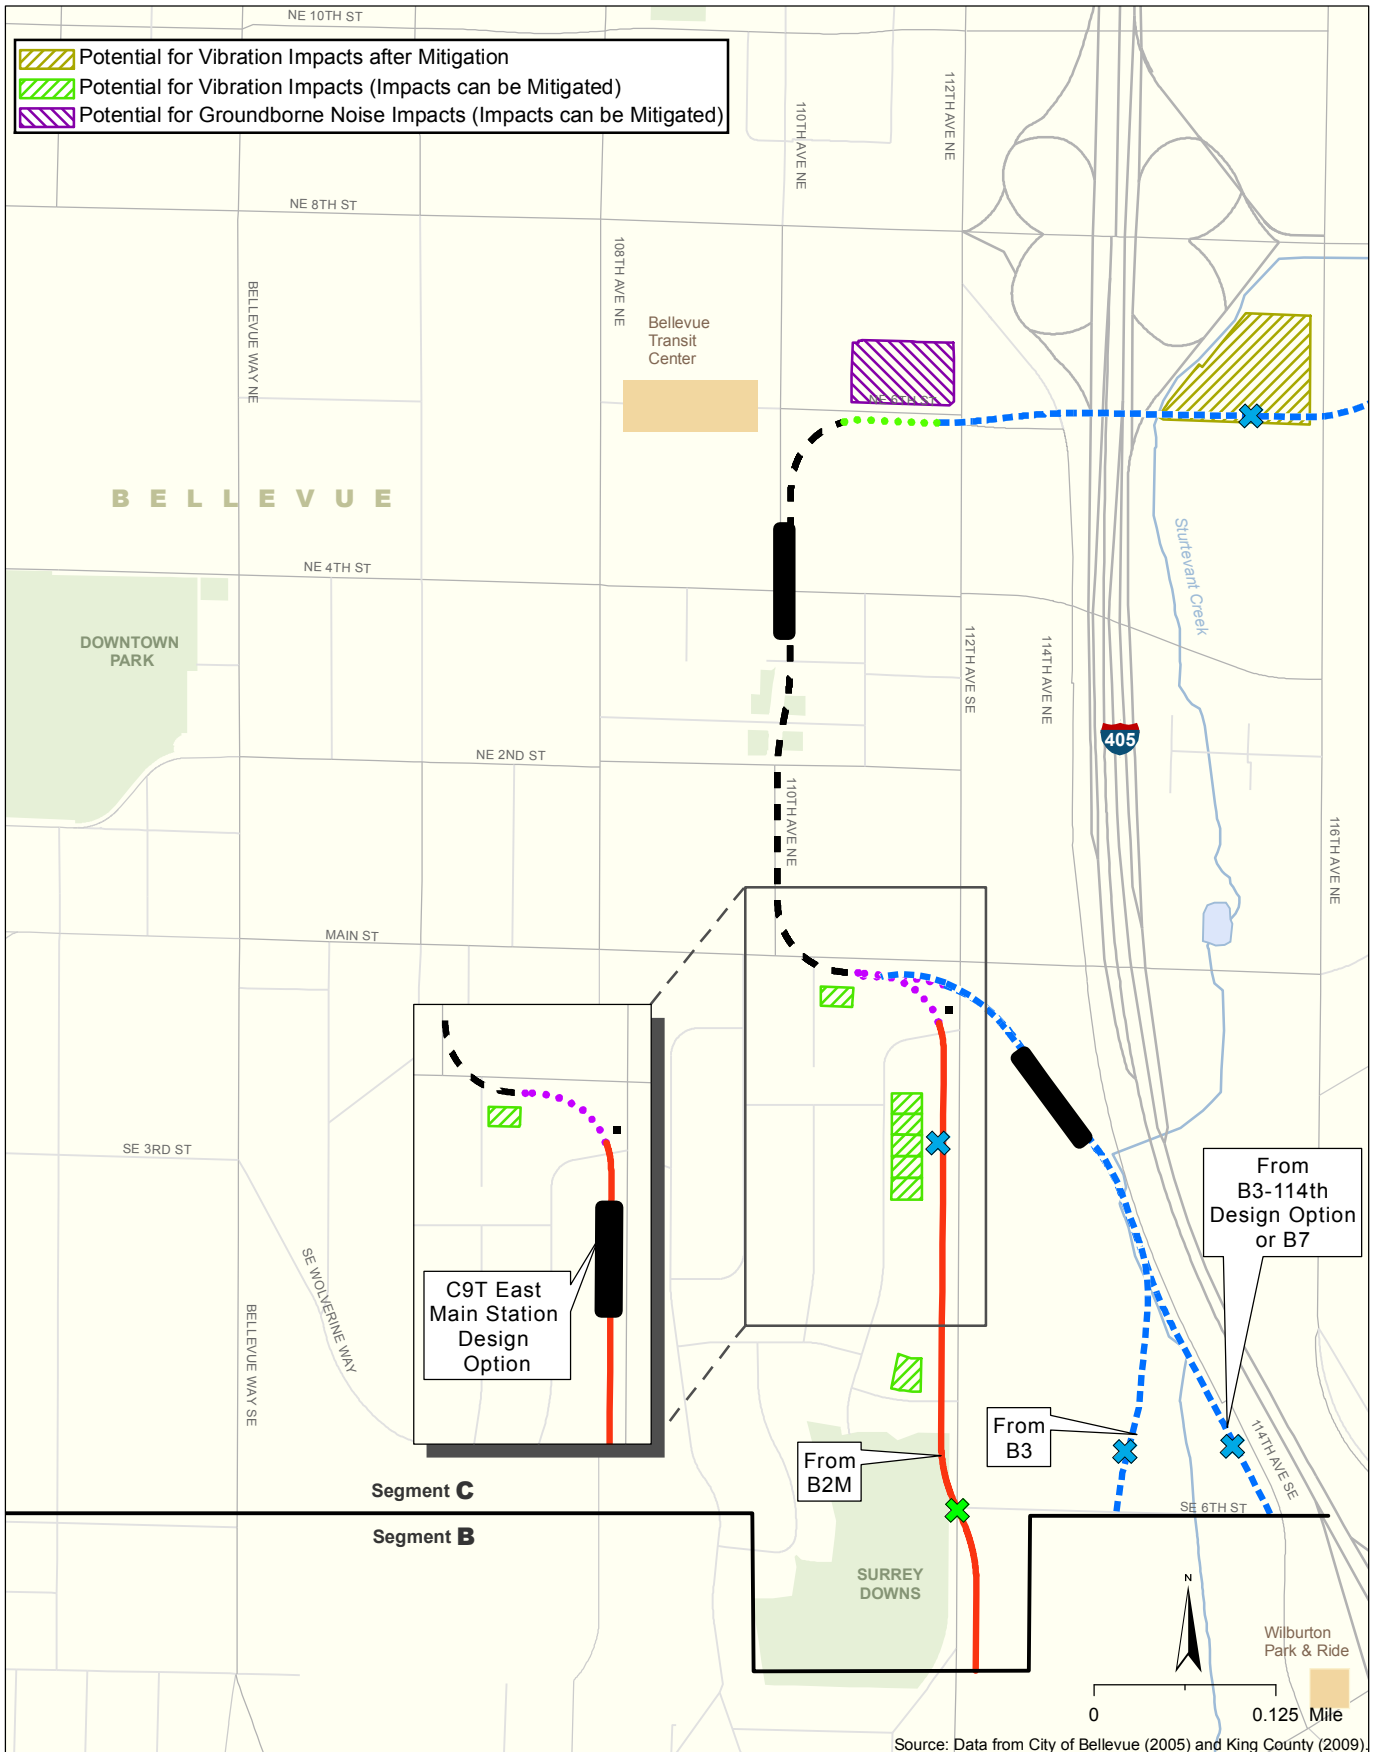 NE 10TH ST
Potential for Vibration Impacts after Mitigation
Potential for Vibration Impacts (Impacts can be Mitigated)
Potential for Groundborne Noise Impacts (Impacts can be Mitigated)
110TH AVE NE
112TH AVE NE
NE 8TH ST
108TH AVE NE
BELLEVUE WAY NE
Bellevue
Transit
Center
NE 6TH ST
BELLEVUE
Sturtevant Creek
NE 4TH ST
DOWNTOWN
PARK
112TH AVE SE
114TH AVE NE
405
NE 2ND ST
110TH AVE NE
116TH AVE NE
MAIN ST
SE 3RD ST
From
B3-114th
Design Option
or B7
SE WOLVERINE WAY
BELLEVUE WAY SE
C9T East
Main Station
Design
Option
From
B3
114TH AVE SE
From
B2M
Segment C
SE 6TH ST
Segment B
SURREY
DOWNS
N
Wilburton
Park & Ride
0 0.125 Mile
Source: Data from City of Bellevue (2005) and King County (2009).